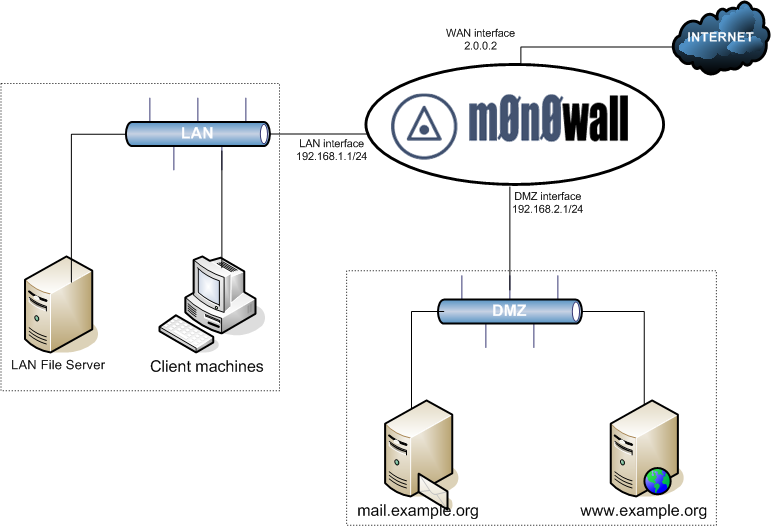 WAN interface
2.0.0.2
INTERNET
m0n0wall
LAN
LAN interface
192.168.1.1/24
DMZ interface
192.168.2.1/24
LAN File Server
Client machines
DMZ
mail.example.org
www.example.org